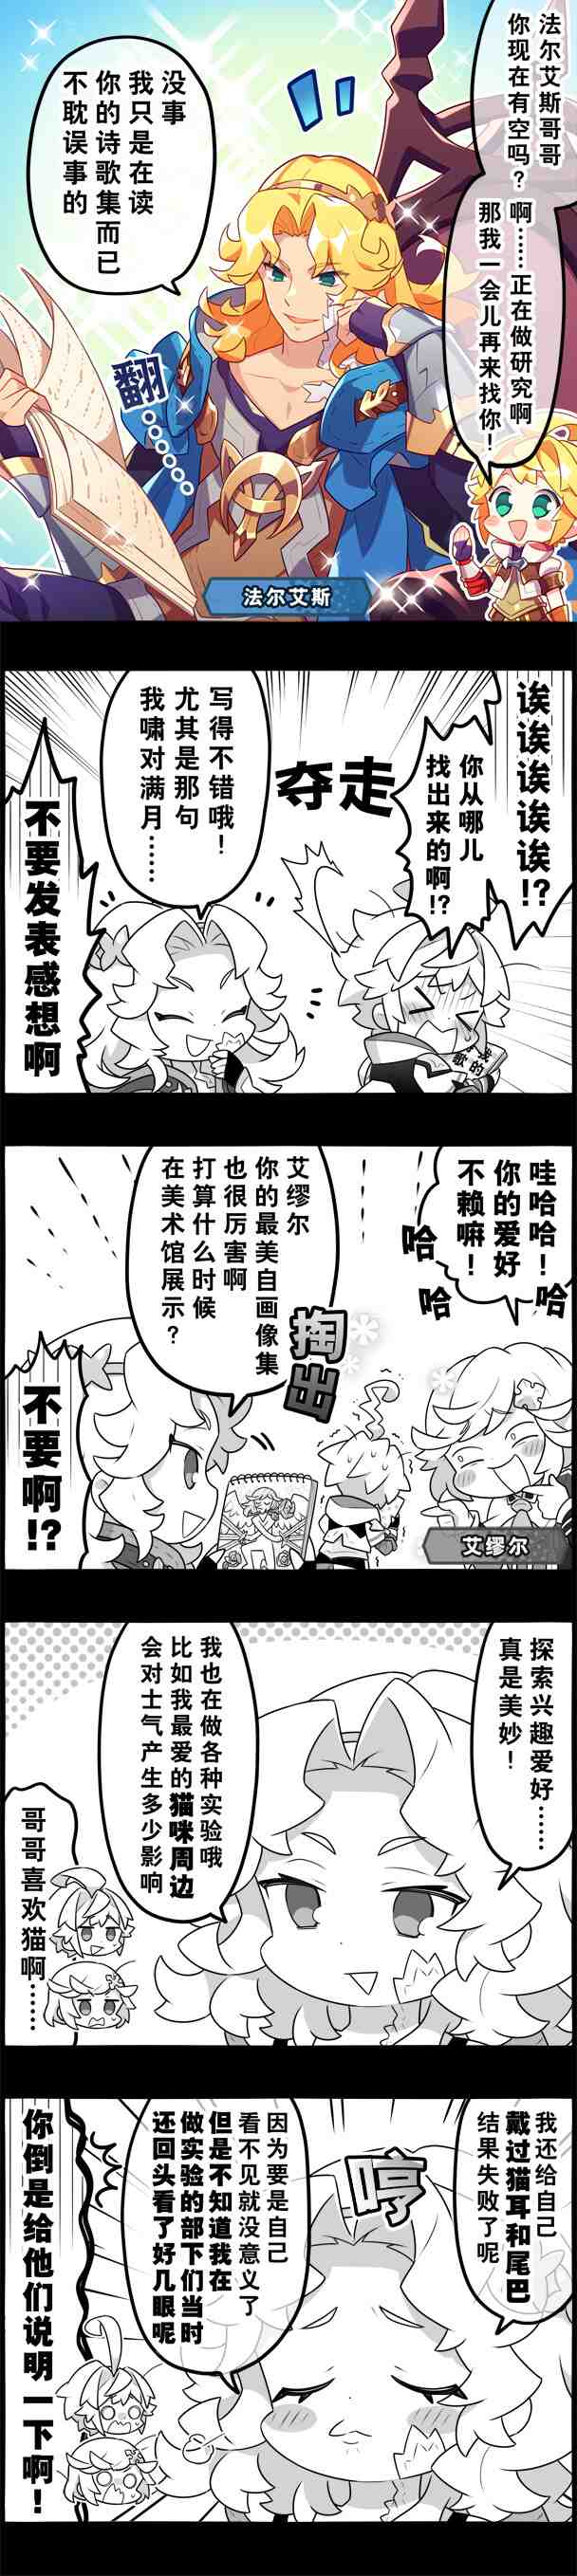 法尔艾斯哥哥
你现在有空吗？
啊……正在做研究啊
那我一会儿再来找你！
没事
我只是在读
你的诗歌集而已
不耽误事的
翻。。。。。。
法尔艾斯
诶诶诶诶诶!?
你从哪儿
找出来的啊!?
夺走
写得不错哦！
尤其是那句
我啸对满月……
不要发表感想啊
我的
哇哈哈！
你的爱好
不赖嘛！
哈
哈
哈
艾缪尔
你的最美自画像集
也很厉害啊
打算什么时候
在美术馆展示？
掏出
不要啊!?
艾缪尔
探索兴趣爱好……
真是美妙！
我也在做各种实验哦
比如我最爱的猫咪周边
会对士气产生多少影响
哥哥喜欢猫啊……
我还给自己
戴过猫耳和尾巴
结果失败了呢
哼
因为要是自己
看不见就没意义了
但是不知道我在
做实验的部下们当时
还回头看了好几眼呢
你倒是给他们说明一下啊！